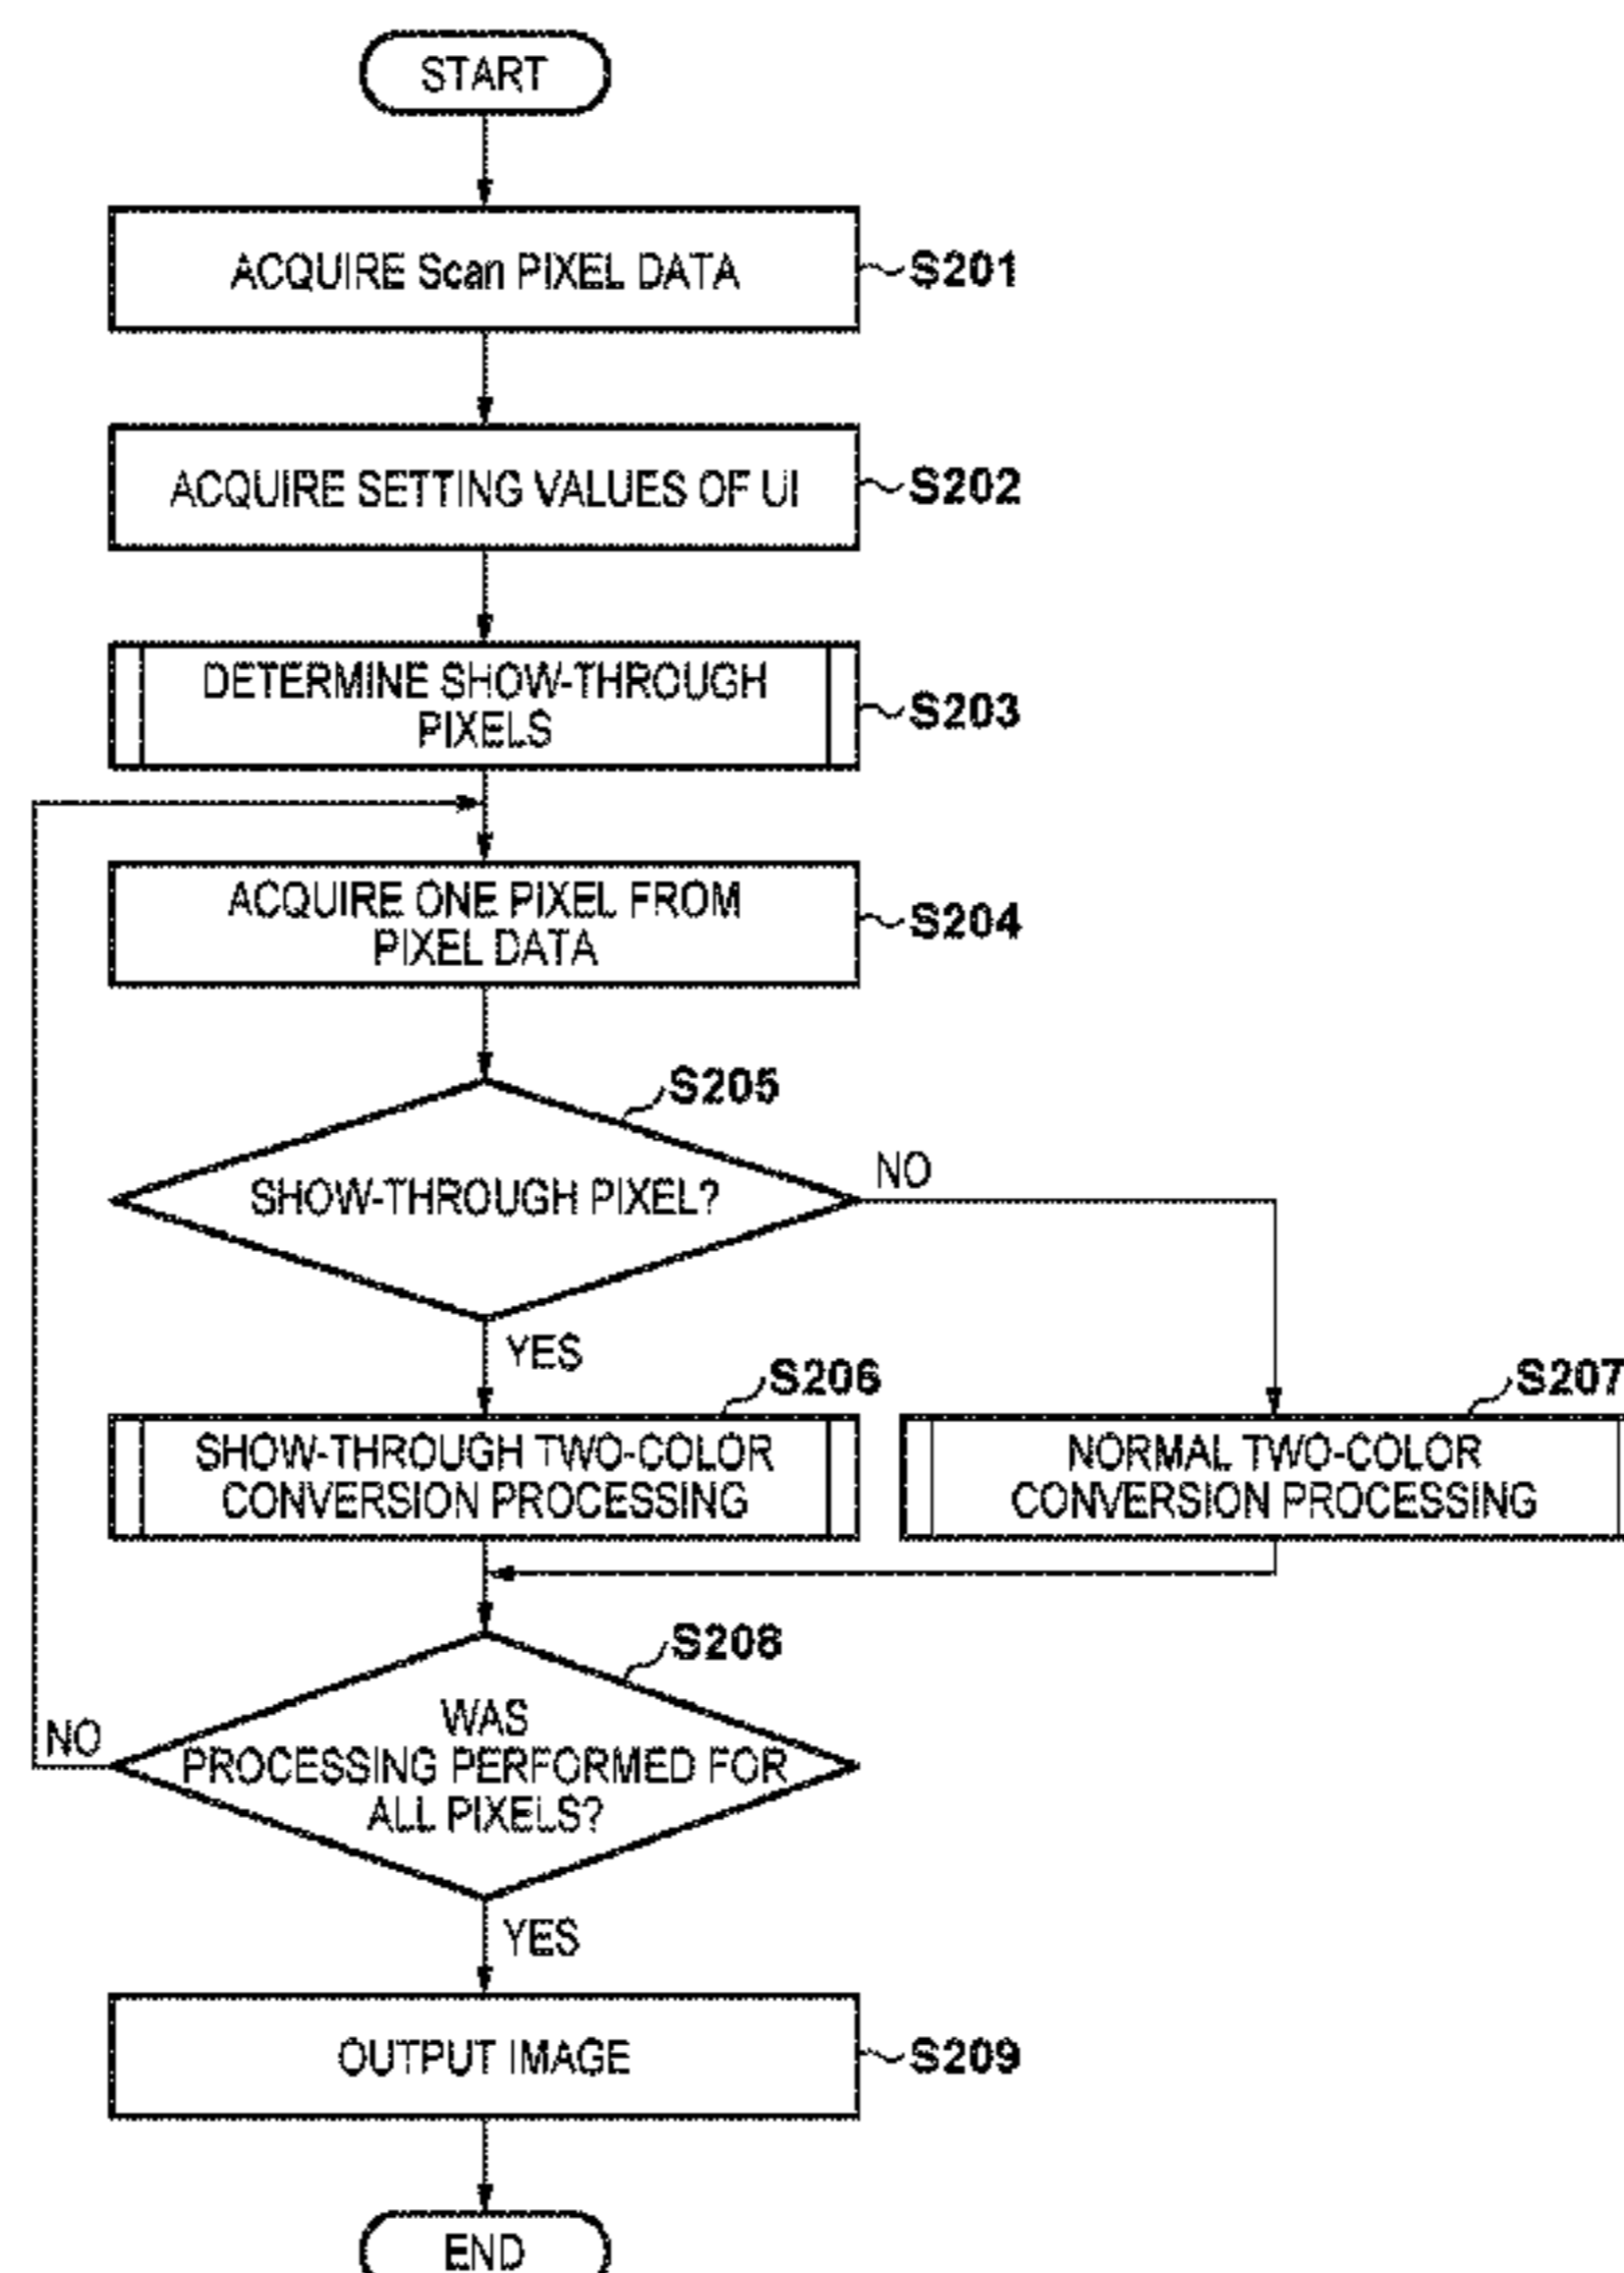 START
ACQUIRE Scan PIXEL DATA
S201
ACQUIRE SETTING VALUES OF UI
S202
DETERMINE SHOW-THROUGH
PIXELS
S203
ACQUIRE ONE PIXEL FROM
PIXEL DATA
S204
S205
SHOW-THROUGH PIXEL?
NO
YES
S206
SHOW-THROUGH TWO-COLOR
CONVERSION PROCESSING
S207
NORMAL TWO-COLOR
CONVERSION PROCESSING
S208
WAS
PROCESSING PERFORMED FOR
ALL PIXELS?
NO
YES
OUTPUT IMAGE
S209
END